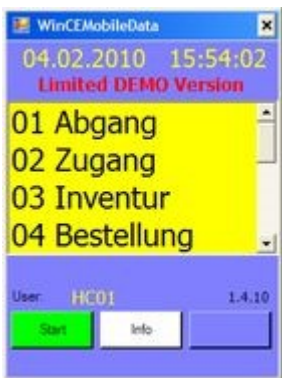 WinCEMobileData
04.02.2010 15:54:02
Limited DEMO Version
01 Abgang
02 Zugang
03 Inventur
04 Bestellung
User: HC01 1.4.10
Start Info